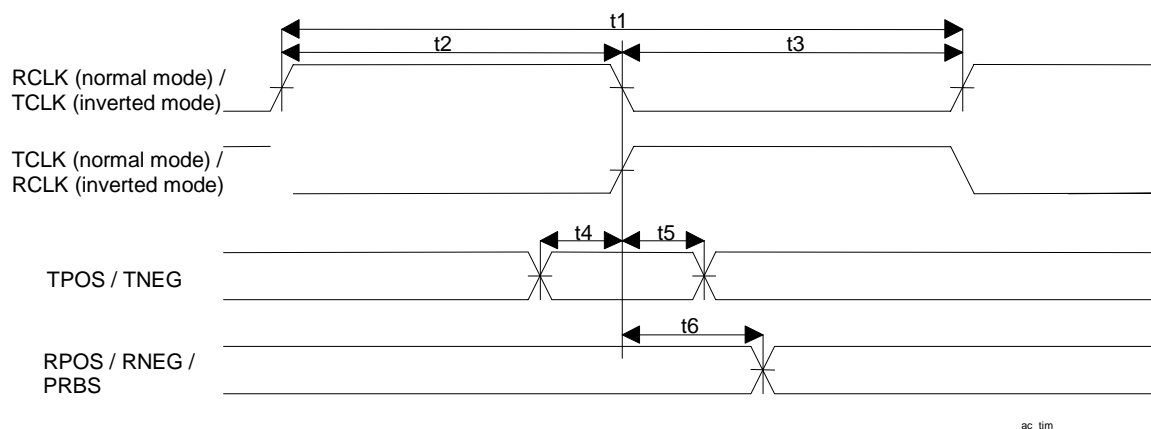 t1
t2
t3
RCLK (normal mode) /
TCLK (inverted mode)
TCLK (normal mode) /
RCLK (inverted mode)
t4
t5
TPOS / TNEG
t6
RPOS / RNEG /
PRBS
ac_tim